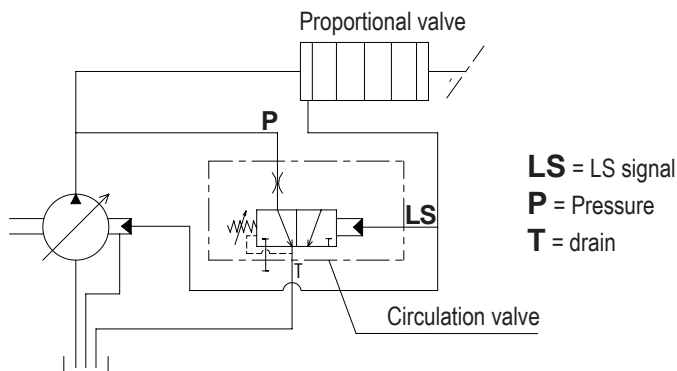 Proportional valve
P
LS
LS = LS signal
P = Pressure
T = drain
T
Circulation valve